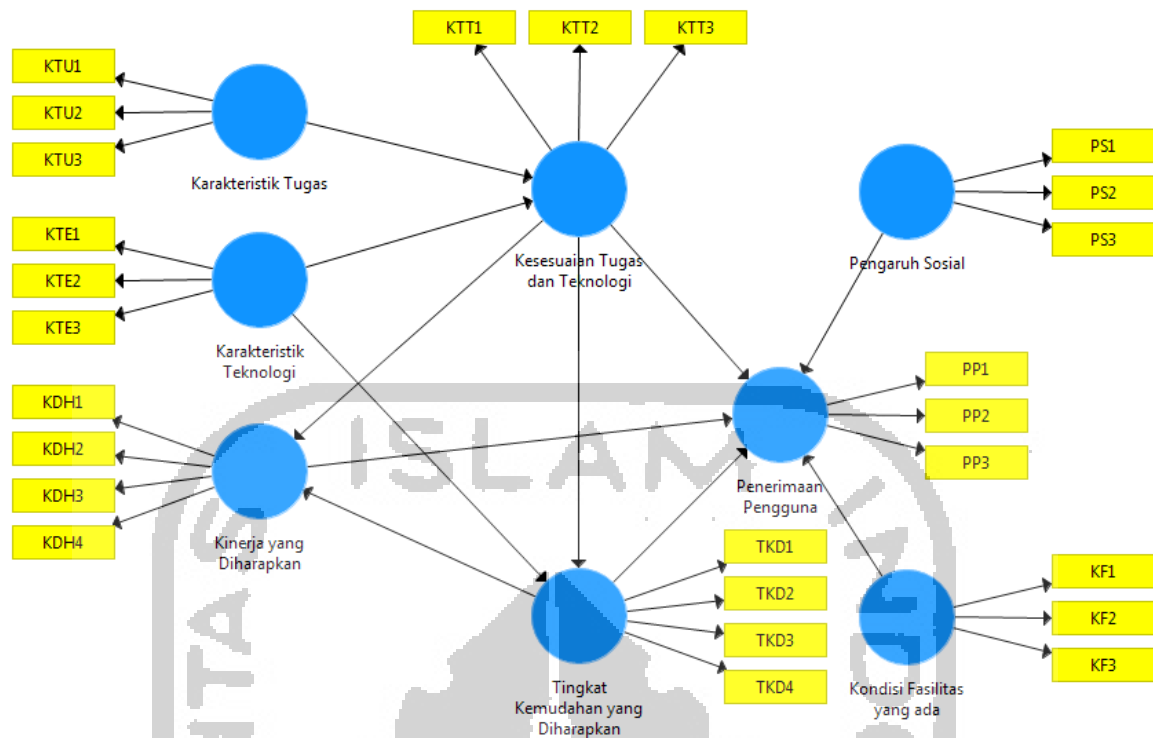 KTT1
KTT2
KTT3
KTU1
KTU2
KTU3
Karakteristik Tugas
KTE1
KTE2
KTE3
Karakteristik
Teknologi
Kesesuaian Tugas
dan Teknologi
PS1
PS2
PS3
Pengaruh Sosial
KDH1
KDH2
KDH3
KDH4
Kinerja yang
Diharapkan
PP1
PP2
PP3
Penerimaan
Pengguna
TKD1
TKD2
TKD3
TKD4
Tingkat
Kemudahan yang
Diharapkan
KF1
KF2
KF3
Kondisi Fasilitas
yang ada
ISLAM